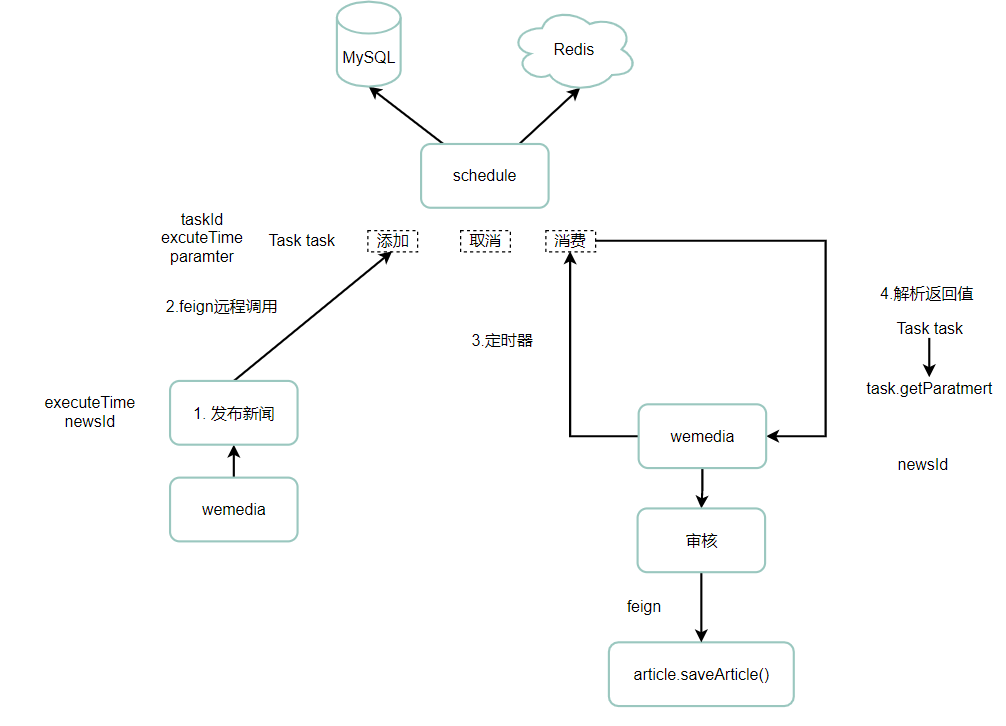 MySQL
Redis
schedule
taskId
excuteTime
paramter
Task task
添加
取消
消费
2.feign远程调用
3.定时器
4.解析返回值
Task task
task.getParatmert
executeTime
newsId
1. 发布新闻
wemedia
wemedia
newsId
审核
feign
article.saveArticle()